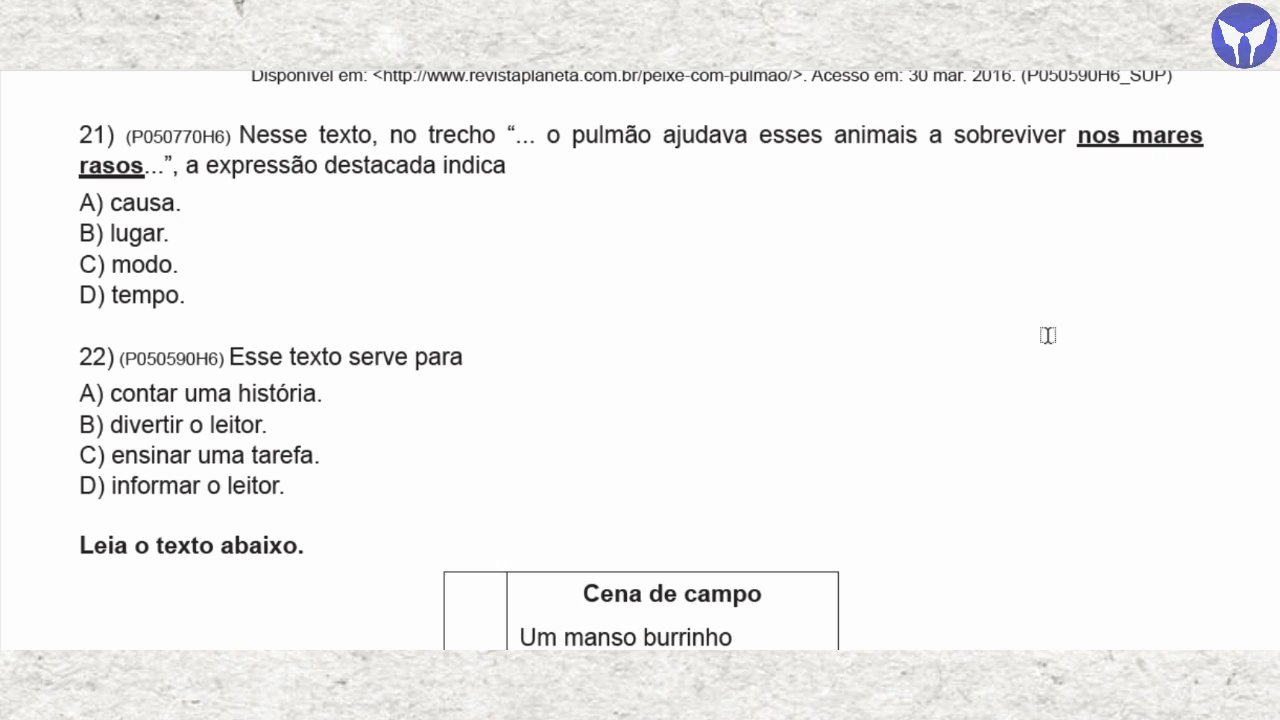 Disponível em: <http://www.revistaplaneta.com.br/peixe-com-pulmao/>. Acesso em: 30 mar. 2016. (P050590H6_SUP)
21) (P050770H6) Nesse texto, no trecho “... o pulmão ajudava esses animais a sobreviver nos mares
rasos...”, a expressão destacada indica
A) causa.
B) lugar.
C) modo.
D) tempo.
22) (P050590H6) Esse texto serve para
A) contar uma história.
B) divertir o leitor.
C) ensinar uma tarefa.
D) informar o leitor.
Leia o texto abaixo.
Cena de campo
Um manso burrinho